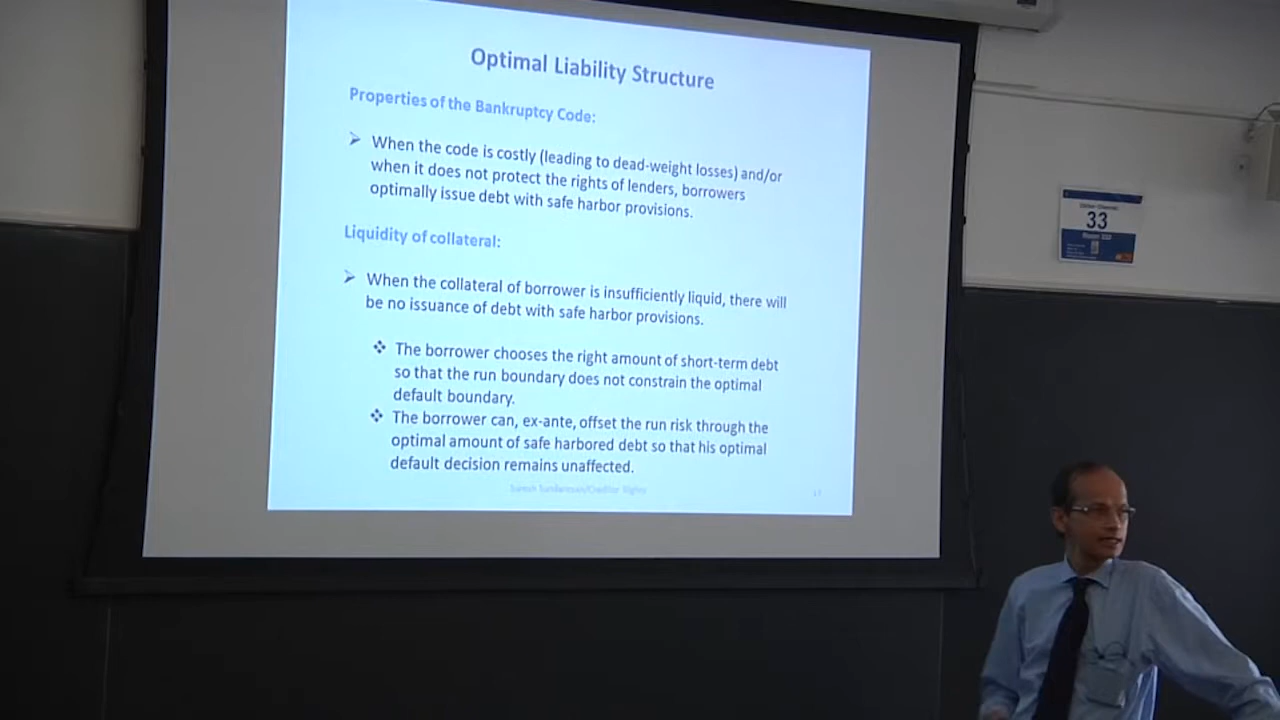 Optimal Liability Structure
Properties of the Bankruptcy Code:
When the code is costly (leading to dead-weight losses) and/or
when it does not protect the rights of lenders, borrowers
optimally issue debt with safe harbor provisions.
Liquidity of collateral:
When the collateral of borrower is insufficiently liquid, there will
be no issuance of debt with safe harbor provisions.
The borrower chooses the right amount of short-term debt
so that the run boundary does not constrain the optimal
default boundary.
The borrower can, ex-ante, offset the run risk through the
optimal amount of safe harbored debt so that his optimal
default decision remains unaffected.
Suresh Sundaresan/Creditor Rights
33